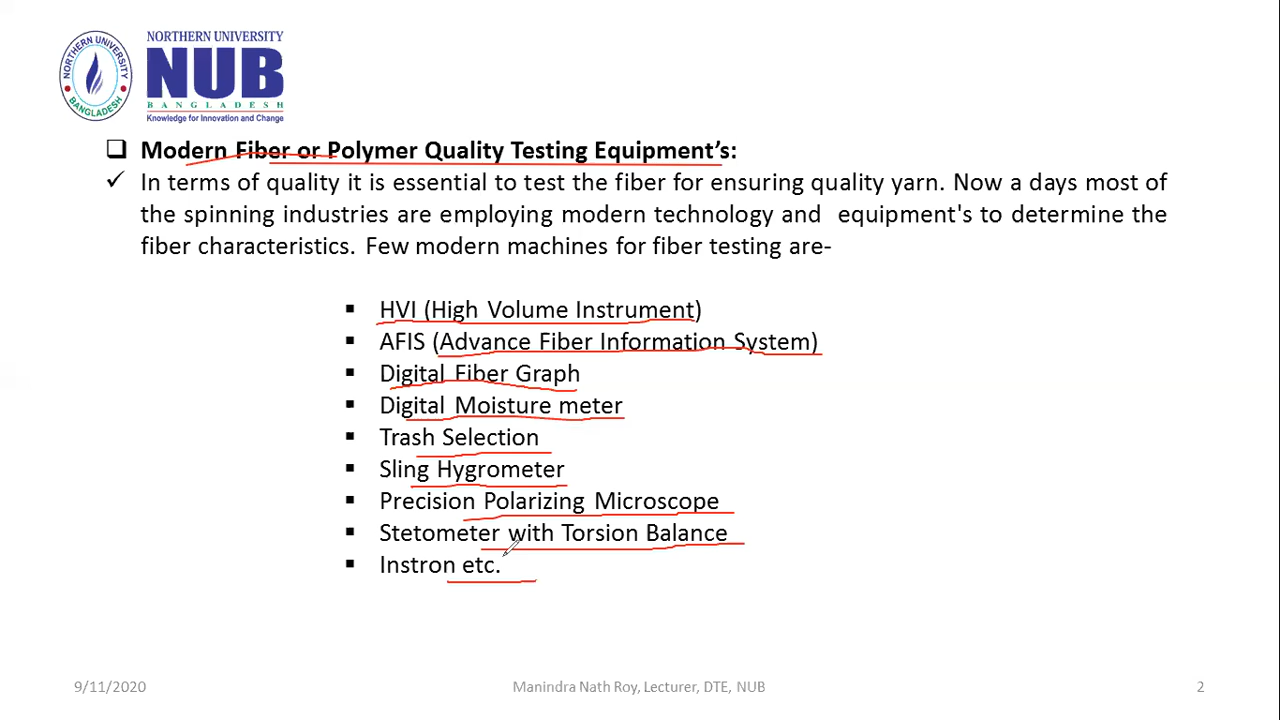 NORTHERN UNIVERSITY
NUB
BANGLADESH
Knowledge for Innovation and Change
NORTHERN UNIVERSITY
BANGLADESH
Modern Fiber or Polymer Quality Testing Equipment's:
In terms of quality it is essential to test the fiber for ensuring quality yarn. Now a days most of
the spinning industries are employing modern technology and equipment's to determine the
fiber characteristics. Few modern machines for fiber testing are-
HVI (High Volume Instrument)
AFIS (Advance Fiber Information System)
Digital Fiber Graph
Digital Moisture meter
Trash Selection
Sling Hygrometer
Precision Polarizing Microscope
Stetometer with Torsion Balance
Instron etc.
9/11/2020 Manindra Nath Roy, Lecturer, DTE, NUB 2